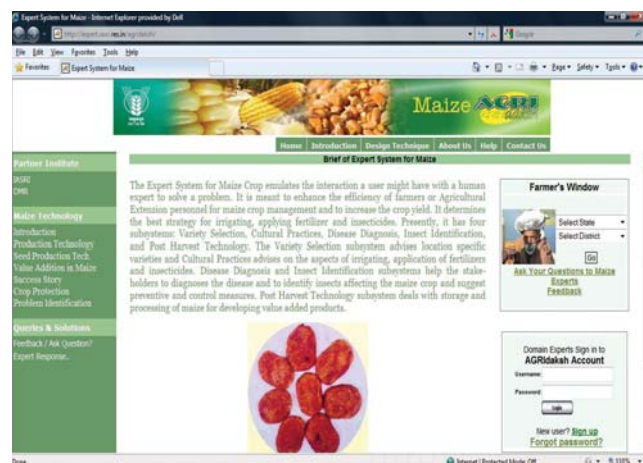 Expert System for Maize - Internet Explorer provided by Dell
File Edit View Favorites Tools Help
Favorites Expert System for Maize
Page Safety Tools
Maize AGRI
Home Introduction Design Technique About Us Help Contact Us
Brief of Expert System for Maize
Partner Institute
IASRI
DMR
Maize Technology
Introduction
Production Technology
Seed Production Tech.
Value Addition in Maize
Success Story
Crop Protection
Problem Identification
Queries & Solutions
Feedback / Ask Question?
Expert Response..
The Expert System for Maize Crop emulates the interaction a user might have with a human
expert to solve a problem. It is meant to enhance the efficiency of farmers or Agricultural
Extension personnel for maize crop management and to increase the crop yield. It determines
the best strategy for irrigating, applying fertilizer and insecticides. Presently, it has four
subsystems: Variety Selection, Cultural Practices, Disease Diagnosis, Insect Identification,
and Post Harvest Technology. The Variety Selection subsystem advises location specific
varieties and Cultural Practices advises on the aspects of irrigating, application of fertilizers
and insecticides. Disease Diagnosis and Insect Identification subsystems help the stake-
holders to diagnoses the disease and to identify insects affecting the maize crop and suggest
preventive and control measures. Post Harvest Technology subsystem deals with storage and
processing of maize for developing value added products.
Farmer's Window
Select State
Select District
Go
Ask Your Questions to Maize
Experts
Feedback
Domain Experts Sign in to
AGRIdaksh Account
Username:
Password:
Login
New user? Sign up
Forgot password?
Done
Internet | Protected Mode: Off
110%